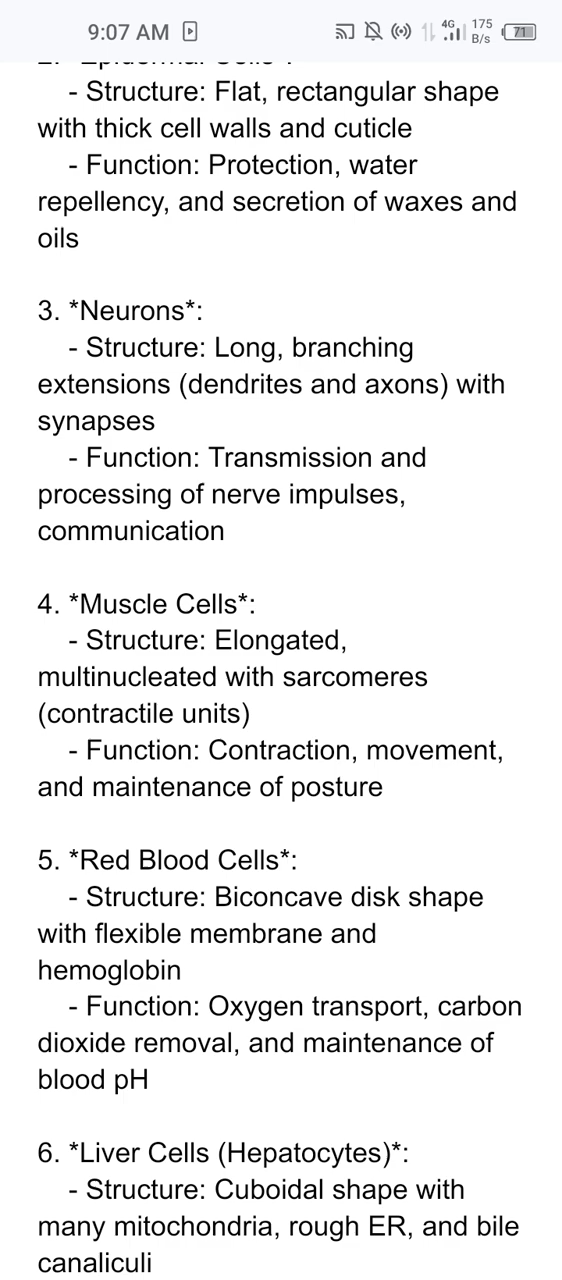 9:07 AM
4G 175 B/s 71
2. *Epidermal Cells*:
- Structure: Flat, rectangular shape
with thick cell walls and cuticle
- Function: Protection, water
repellency, and secretion of waxes and
oils
3. *Neurons*:
- Structure: Long, branching
extensions (dendrites and axons) with
synapses
- Function: Transmission and
processing of nerve impulses,
communication
4. *Muscle Cells*:
- Structure: Elongated,
multinucleated with sarcomeres
(contractile units)
- Function: Contraction, movement,
and maintenance of posture
5. *Red Blood Cells*:
- Structure: Biconcave disk shape
with flexible membrane and
hemoglobin
- Function: Oxygen transport, carbon
dioxide removal, and maintenance of
blood pH
6. *Liver Cells (Hepatocytes)*:
- Structure: Cuboidal shape with
many mitochondria, rough ER, and bile
canaliculi